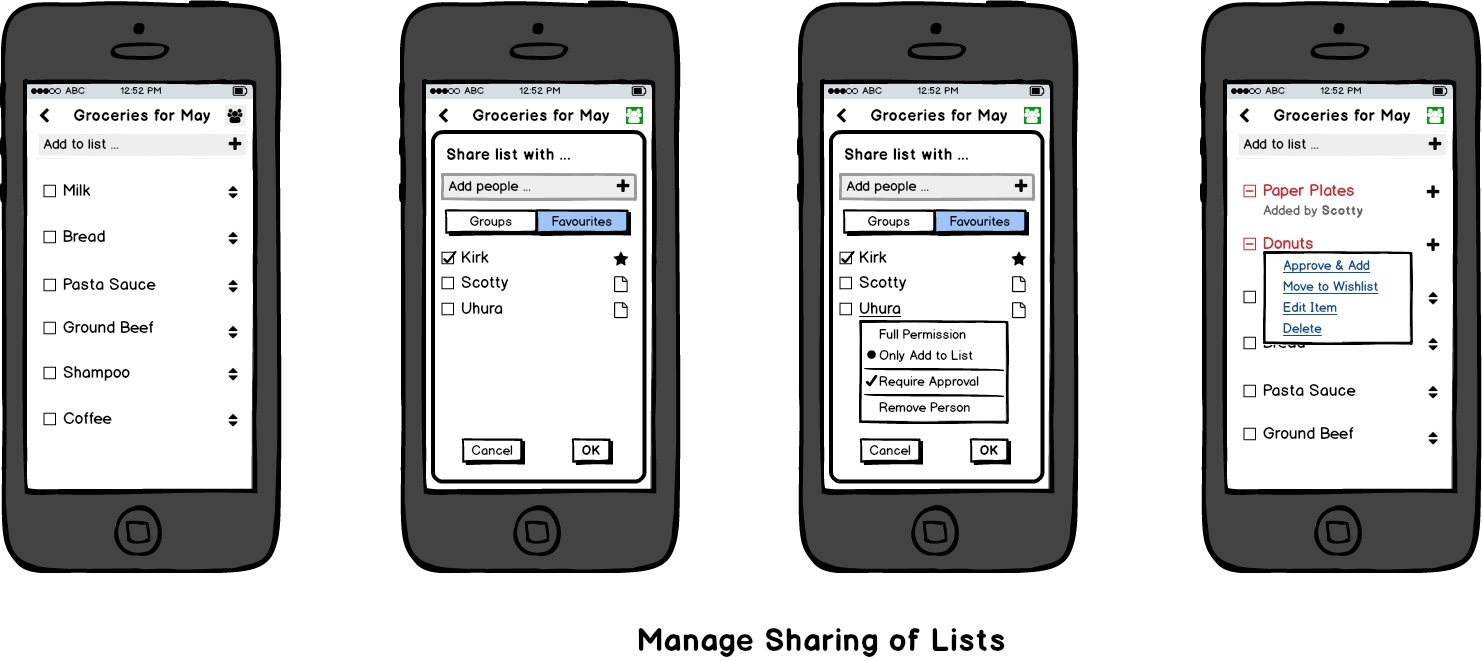 ABC 12:52 PM
Groceries for May
Add to list ...
Milk
Bread
Pasta Sauce
Ground Beef
Shampoo
Coffee
ABC 12:52 PM
Groceries for May
Share list with ...
Add people ...
Groups Favourites
Kirk
Scotty
Uhura
Cancel OK
ABC 12:52 PM
Groceries for May
Share list with ...
Add people ...
Groups Favourites
Kirk
Scotty
Uhura
Full Permission
Only Add to List
Require Approval
Remove Person
Cancel OK
ABC 12:52 PM
Groceries for May
Add to list ...
Paper Plates
Added by Scotty
Donuts
Approve & Add
Move to Wishlist
Edit Item
Delete
Bread
Pasta Sauce
Ground Beef
Manage Sharing of Lists